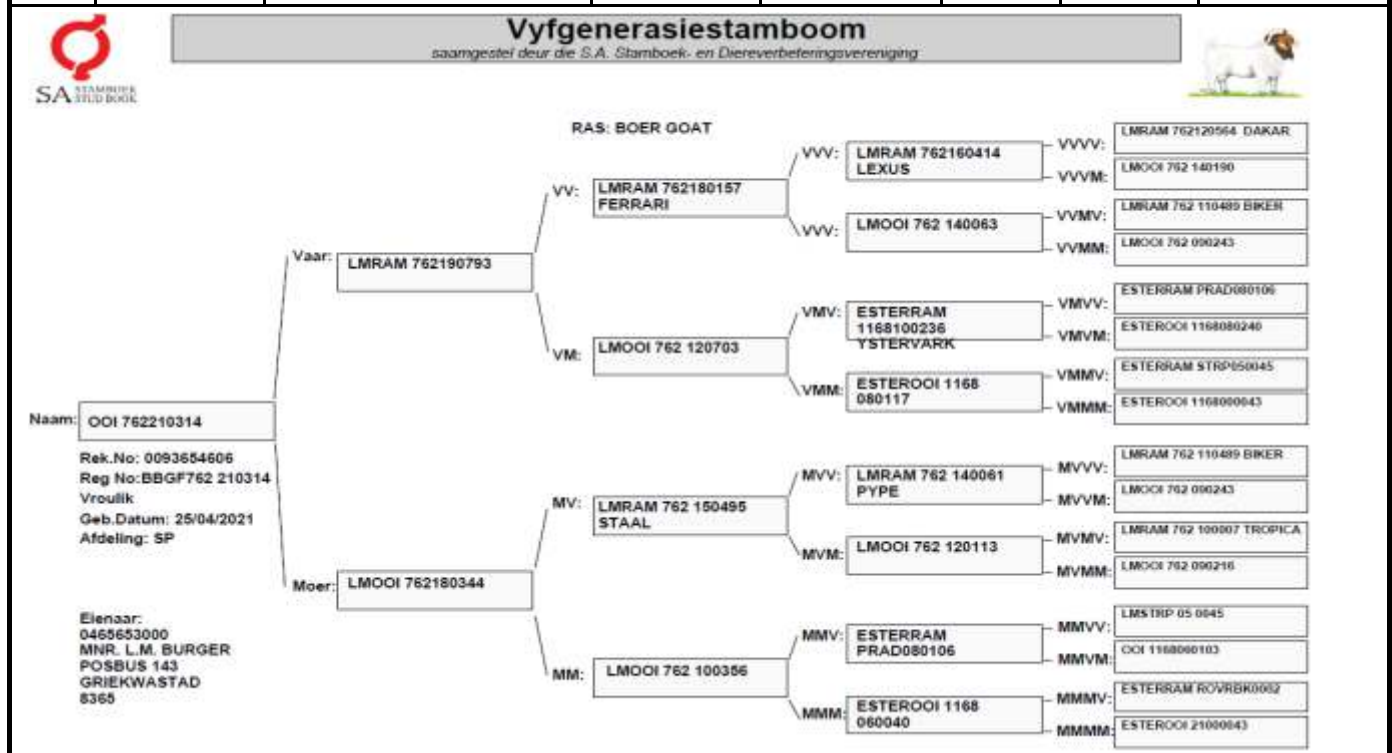 Vyfgenerasiestamboom
saamgestel deur die S.A. Stamboek- en Diereverbeteringsvereniging
SA STAMBOEK
STUD BOOK
RAS: BOER GOAT
Naam: OOI 762210314
Rek.No: 0093654606
Reg No:BBGF762 210314
Vroulik
Geb.Datum: 25/04/2021
Afdeling: SP
Eienaar:
0465653000
MNR. L.M. BURGER
POSBUS 143
GRIEKWASTAD
8365
Vaar: LMRAM 762190793
Moer: LMOOI 762180344
VV: LMRAM 762180157
FERRARI
VM: LMOOI 762 120703
MV: LMRAM 762 150495
STAAL
MM: LMOOI 762 100356
VVV: LMRAM 762160414
LEXUS
VVV: LMOOI 762 140063
VMV: ESTERRAM
1168100236
YSTERVARK
VMM: ESTEROOI 1168
080117
MVV: LMRAM 762 140061
PYPE
MVM: LMOOI 762 120113
MMV: ESTERRAM
PRAD080106
MMM: ESTEROOI 1168
060040
VVVV: LMRAM 762120564 DAKAR
VVVM: LMOOI 762 140190
VVMV: LMRAM 762 110489 BIKER
VVMM: LMOOI 762 090243
VMVV: ESTERRAM PRAD080106
VMVM: ESTEROOI 1168080240
VMMV: ESTERRAM STRP050045
VMMM: ESTEROOI 1168000043
MVVV: LMRAM 762 110489 BIKER
MVVM: LMOOI 762 090243
MVMV: LMRAM 762 100007 TROPICA
MVMM: LMOOI 762 090216
MMVV: LMSTRP 05 0045
MMVM: OOI 1168060103
MMMV: ESTERRAM ROVRBK0002
MMMM: ESTEROOI 21000043